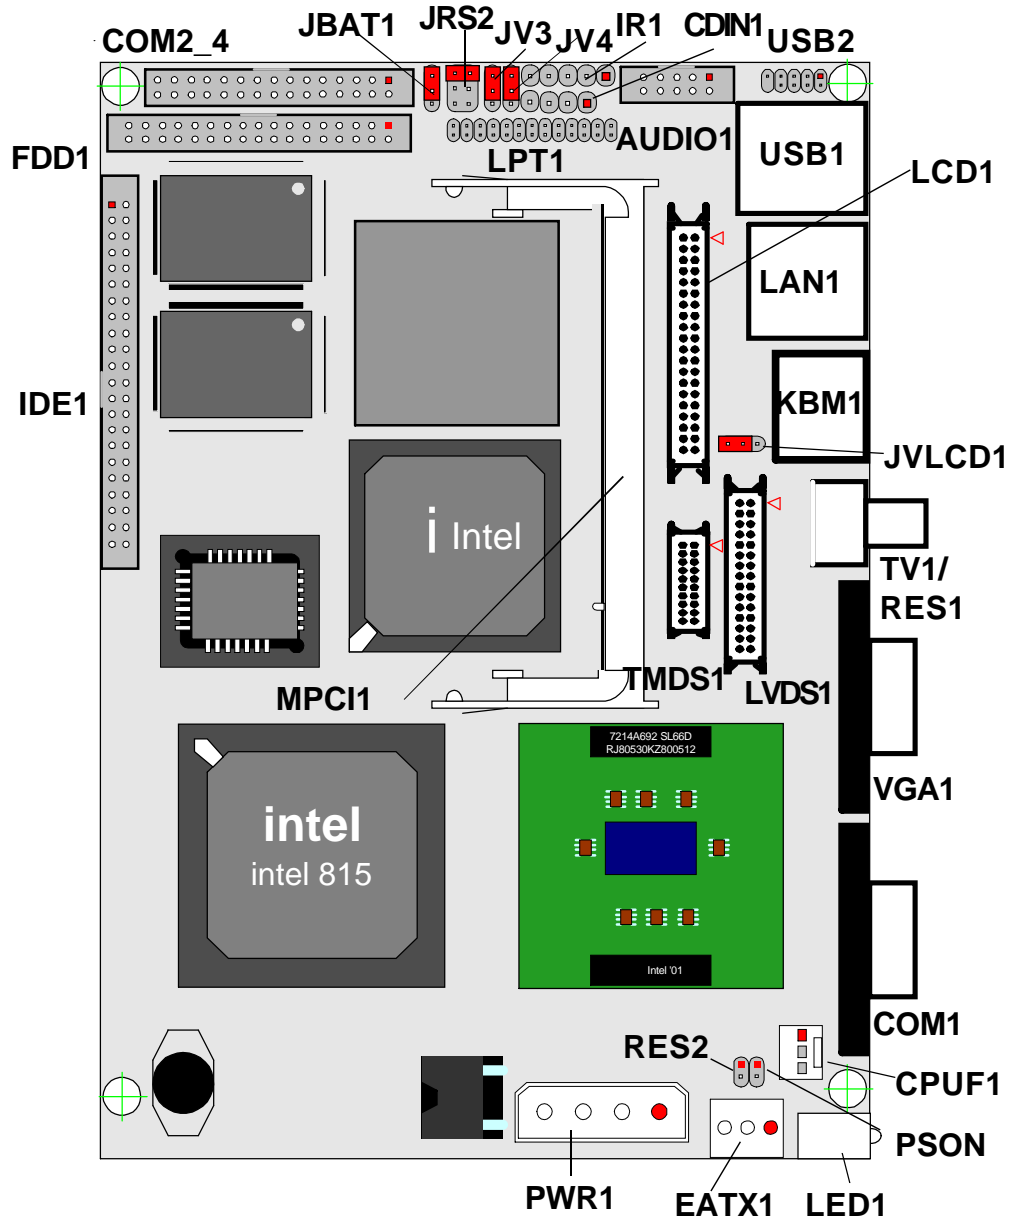 COM2_4
JBAT1
JRS2
JV3
JV4
IR1
CDIN1
USB2
FDD1
LPT1
AUDIO1
USB1
LCD1
LAN1
IDE1
KBM1
JVLCD1
i Intel
TV1/
RES1
MPCI1
TMDS1
LVDS1
7214A692 SL66D
RJ80530KZ800512
VGA1
intel
intel 815
Intel '01
COM1
RES2
CPUF1
PSON
PWR1
EATX1
LED1